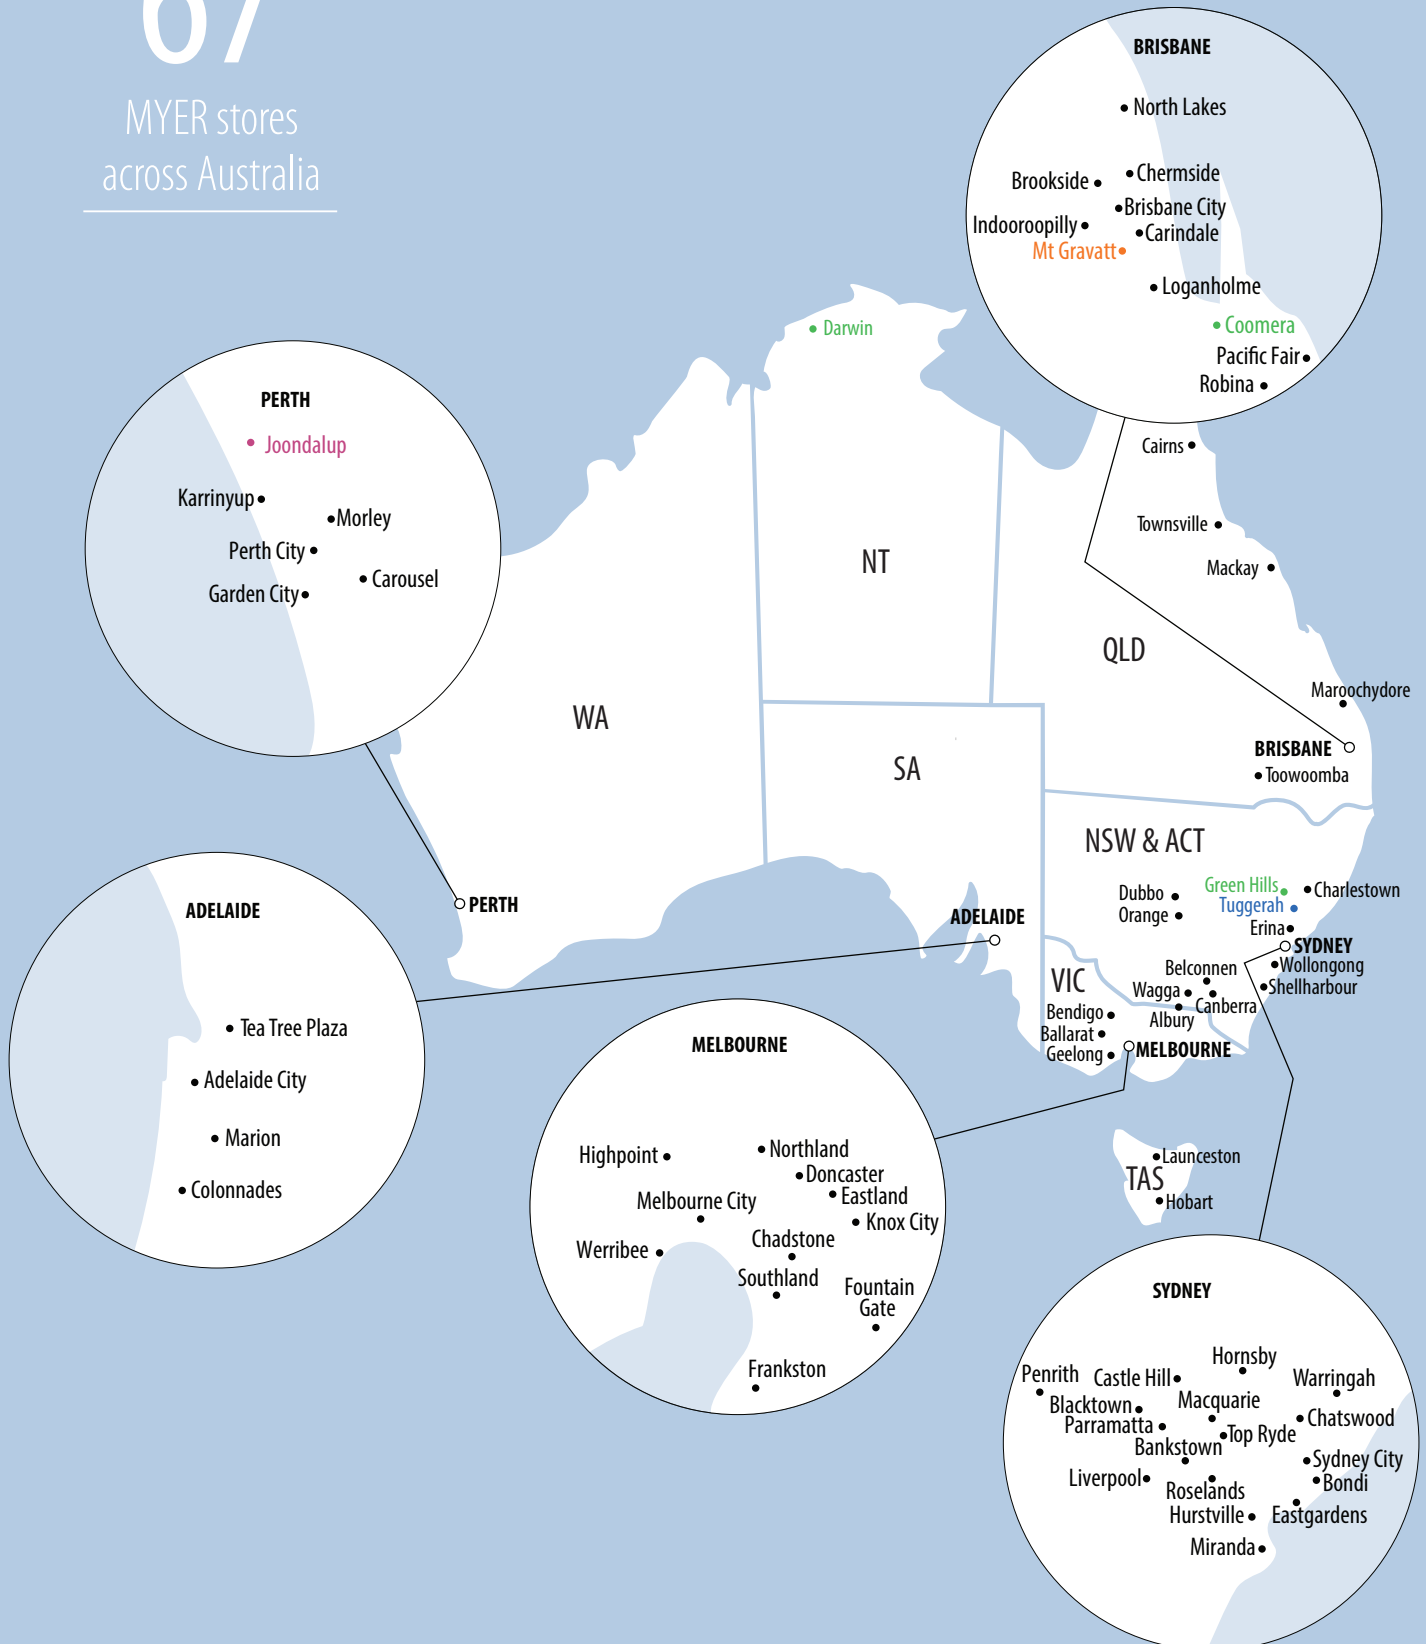 67
MYER stores
across Australia
BRISBANE
North Lakes
Chermside
Brookside
Brisbane City
Indooroopilly
Carindale
Mt Gravatt
Loganholme
Coomera
Pacific Fair
Robina
Darwin
PERTH
Joondalup
Karrinyup
Morley
Perth City
Carousel
Garden City
Cairns
Townsville
Mackay
NT
QLD
WA
SA
Maroochydore
BRISBANE
Toowoomba
NSW & ACT
Green Hills
Charlestown
Dubbo
Tuggerah
Orange
Erina
PERTH
ADELAIDE
SYDNEY
Wollongong
Belconnen
Shellharbour
VIC
Wagga
Canberra
Bendigo
Albury
Ballarat
Geelong
MELBOURNE
ADELAIDE
Tea Tree Plaza
Adelaide City
Marion
Colonnades
MELBOURNE
Highpoint
Northland
Doncaster
Eastland
Melbourne City
Knox City
Chadstone
Werribee
Southland
Fountain
Gate
Frankston
Launceston
TAS
Hobart
SYDNEY
Hornsby
Penrith
Castle Hill
Warringah
Blacktown
Macquarie
Chatswood
Parramatta
Top Ryde
Bankstown
Sydney City
Liverpool
Bondi
Roselands
Hurstville
Eastgardens
Miranda